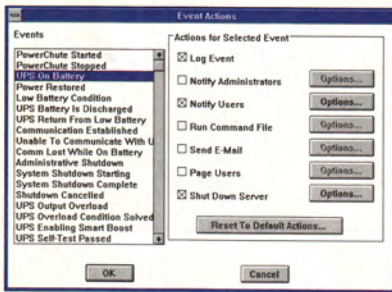 Event Actions
Events
PowerChute Started
PowerChute Stopped
UPS On Battery
Power Restored
Low Battery Condition
UPS Battery Is Discharged
UPS Return From Low Battery
Communication Established
Unable To Communicate With U
Comm Lost While On Battery
Administrative Shutdown
System Shutdown Starting
System Shutdown Complete
Shutdown Cancelled
UPS Output Overload
UPS Overload Condition Solved
UPS Enabling Smart Boost
UPS Self-Test Passed
Actions for Selected Event
Log Event
Notify Administrators Options...
Notify Users Options...
Run Command File Options...
Send E-Mail Options...
Page Users Options...
Shut Down Server Options...
Reset To Default Actions...
OK Cancel